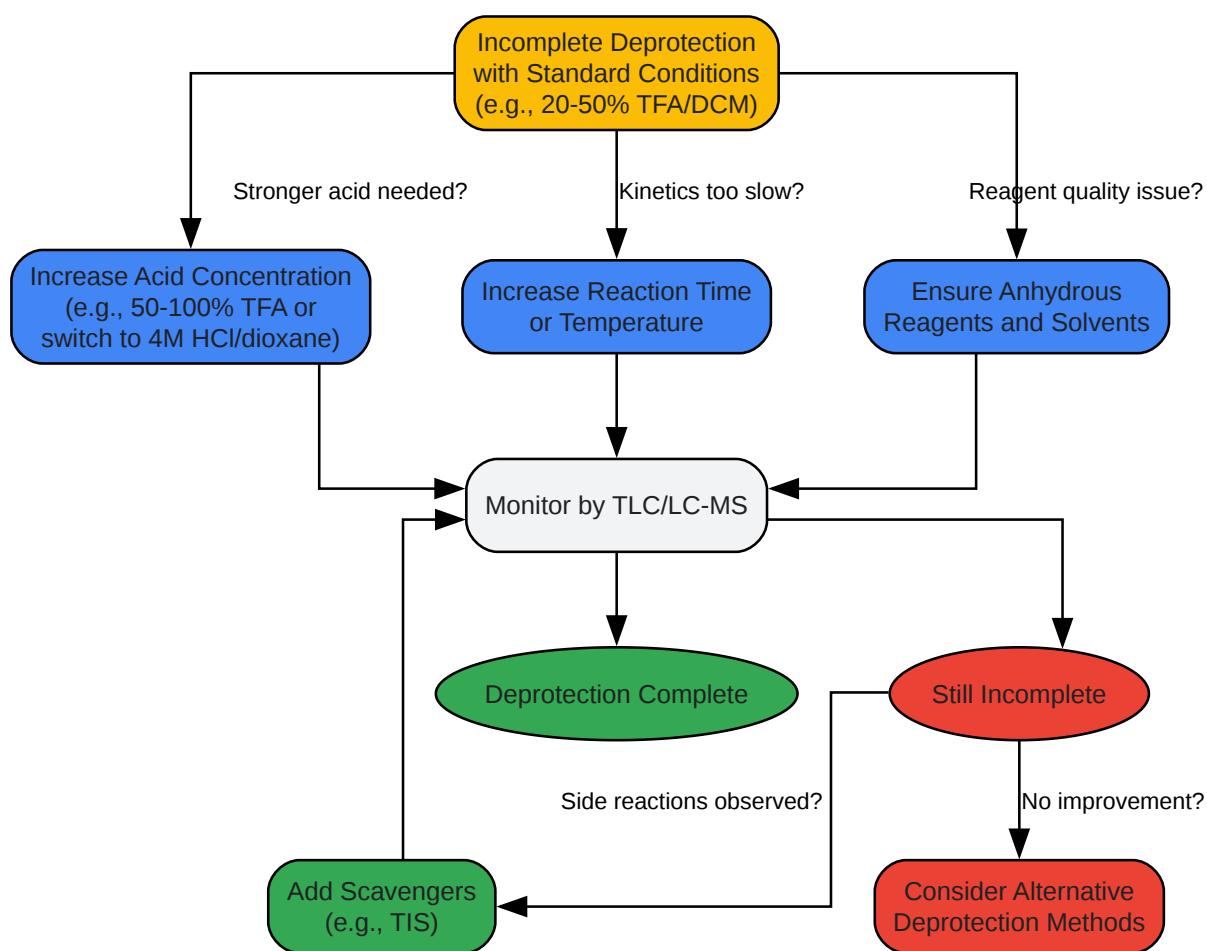 Incomplete Deprotection
with Standard Conditions
(e.g., 20-50% TFA/DCM)
Stronger acid needed?
Kinetics too slow?
Reagent quality issue?
Increase Acid Concentration
(e.g., 50-100% TFA or
switch to 4M HCl/dioxane)
Increase Reaction Time
or Temperature
Ensure Anhydrous
Reagents and Solvents
Monitor by TLC/LC-MS
Deprotection Complete
Still Incomplete
Side reactions observed?
No improvement?
Add Scavengers
(e.g., TIS)
Consider Alternative
Deprotection Methods